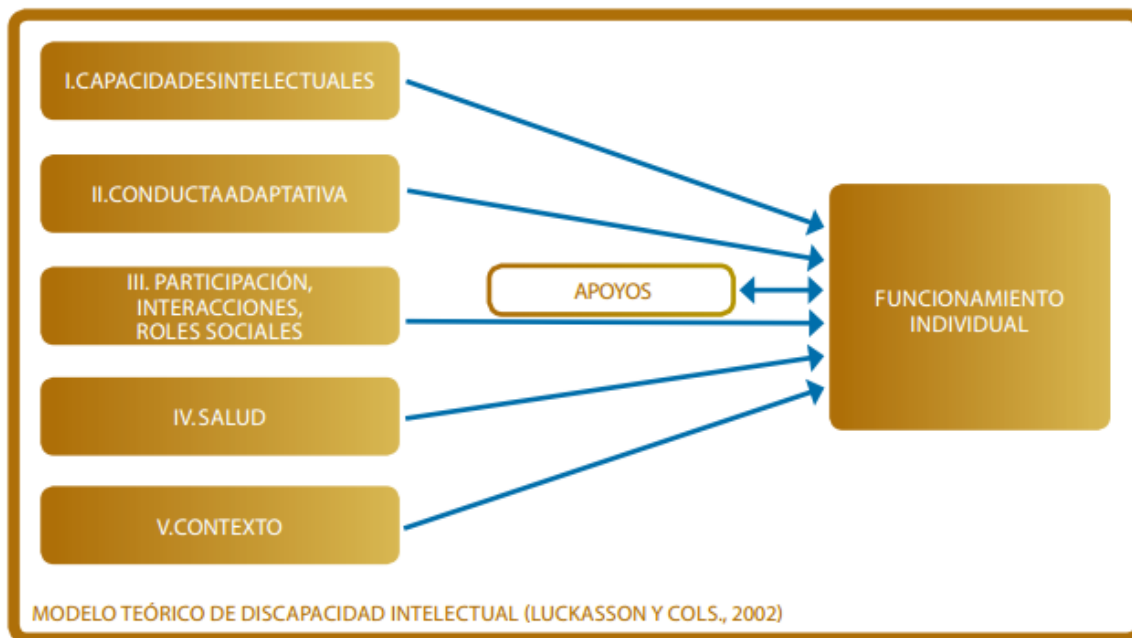 I.CAPACIDADESINTELECTUALES
II.CONDUCTAADAPTATIVA
III. PARTICIPACIÓN,
INTERACCIONES,
ROLES SOCIALES
IV.SALUD
V.CONTEXTO
APOYOS
FUNCIONAMIENTO
INDIVIDUAL
MODELO TEÓRICO DE DISCAPACIDAD INTELECTUAL (LUCKASSON Y COLS., 2002)